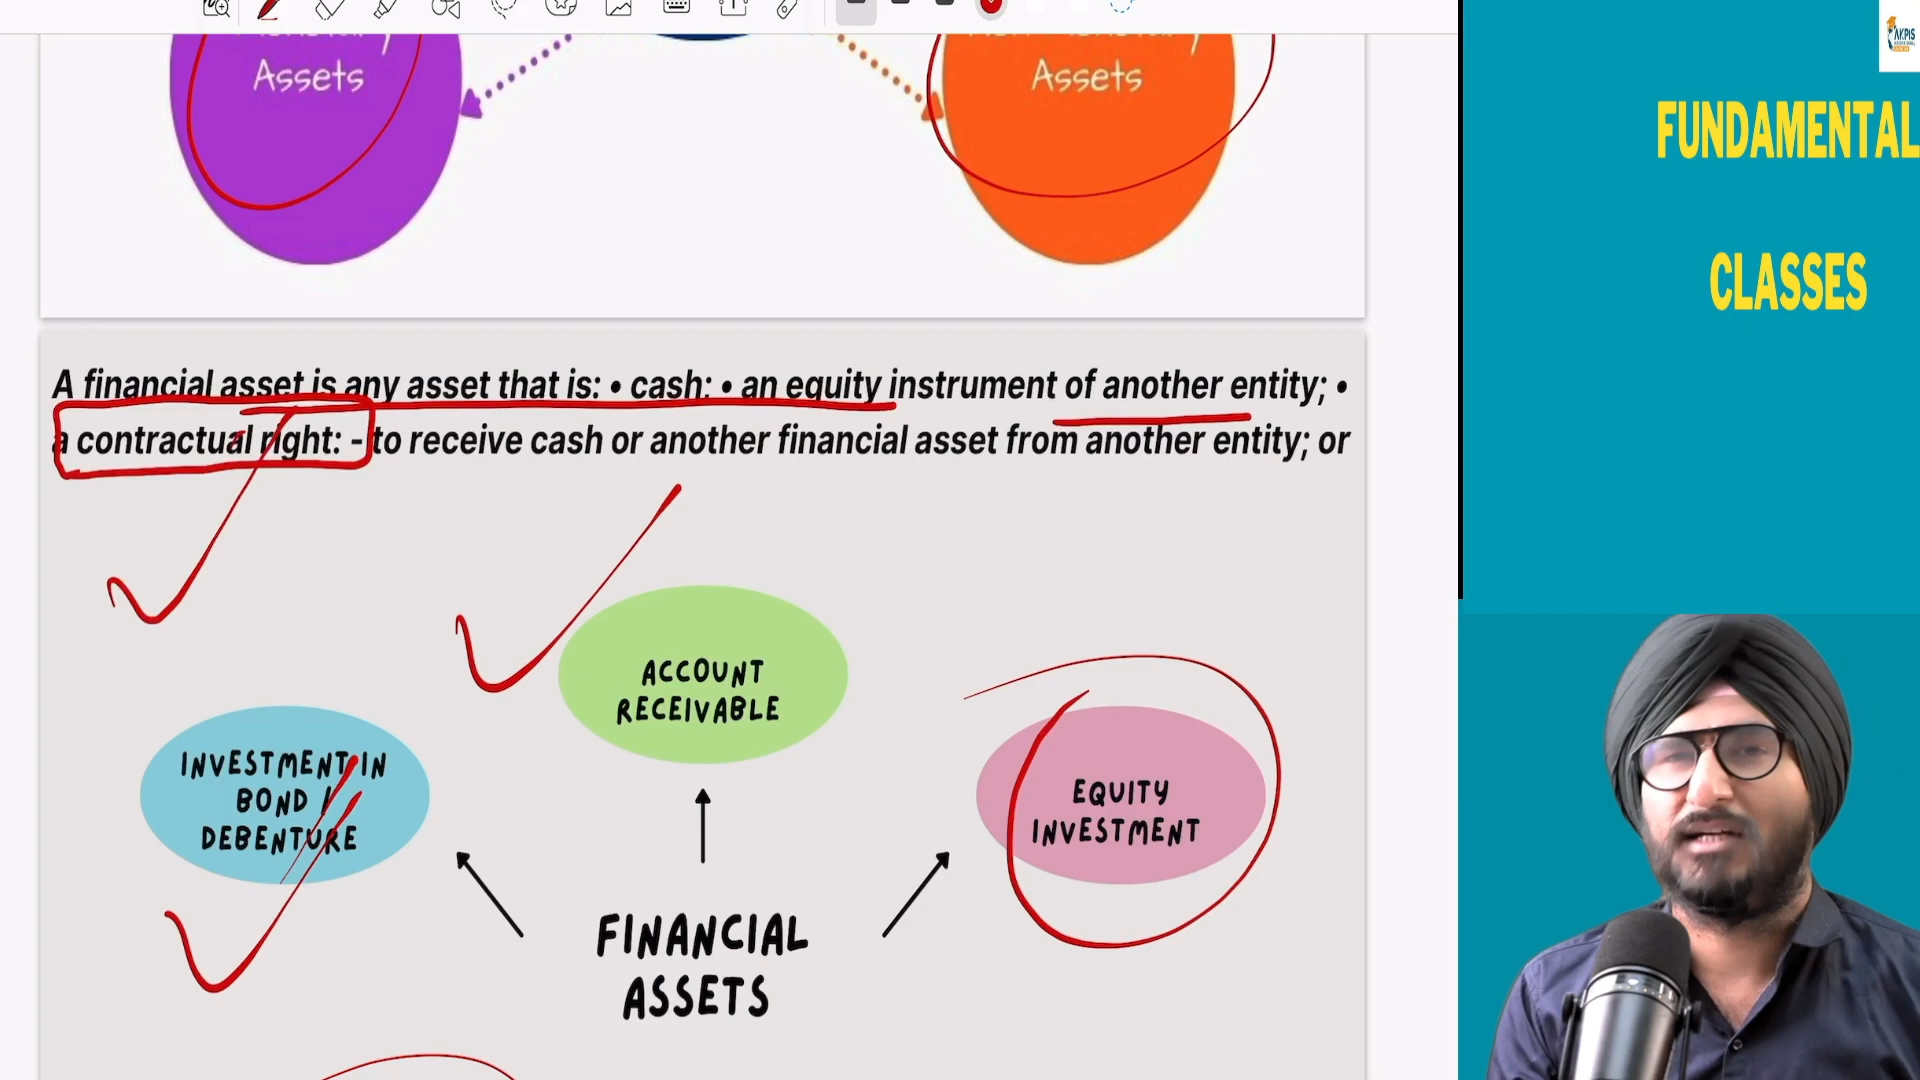 Assets
Assets
A financial asset is any asset that is: • cash; • an equity instrument of another entity; •
a contractual right: - to receive cash or another financial asset from another entity; or
ACCOUNT
RECEIVABLE
INVESTMENT IN
BOND /
DEBENTURE
EQUITY
INVESTMENT
FINANCIAL
ASSETS
AKPIS
FUNDAMENTAL
CLASSES